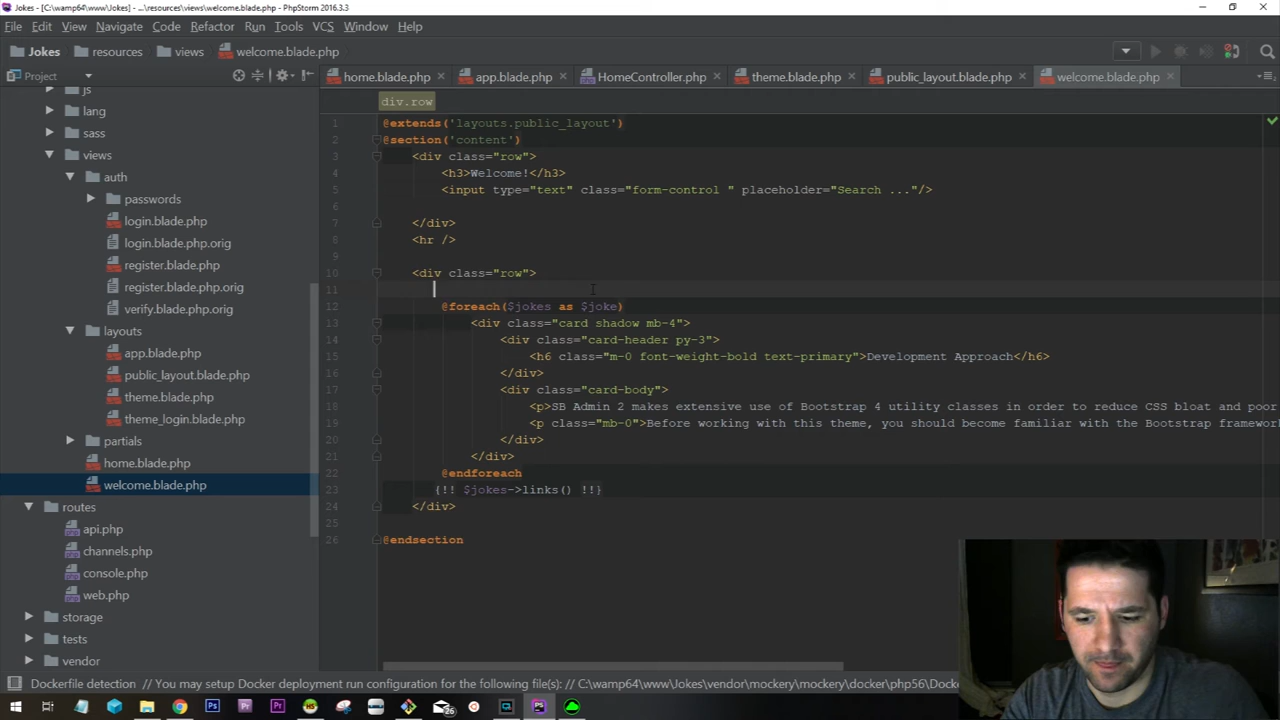 Jokes - [C:\wamp64\www\Jokes] - ...\resources\views\welcome.blade.php - PhpStorm 2016.3.3
File Edit View Navigate Code Refactor Run Tools VCS Window Help
Jokes resources views welcome.blade.php
Project
home.blade.php app.blade.php HomeController.php theme.blade.php public_layout.blade.php welcome.blade.php
js
lang
sass
views
auth
passwords
login.blade.php
login.blade.php.orig
register.blade.php
register.blade.php.orig
verify.blade.php.orig
layouts
app.blade.php
public_layout.blade.php
theme.blade.php
theme_login.blade.php
partials
home.blade.php
welcome.blade.php
routes
api.php
channels.php
console.php
web.php
storage
tests
vendor
div.row
1 @extends('layouts.public_layout')
2 @section('content')
3 <div class="row">
4 <h3>Welcome!</h3>
5 <input type="text" class="form-control " placeholder="Search ..."/>
6
7 </div>
8 <hr />
9
10 <div class="row">
11
12 @foreach($jokes as $joke)
13 <div class="card shadow mb-4">
14 <div class="card-header py-3">
15 <h6 class="m-0 font-weight-bold text-primary">Development Approach</h6>
16 </div>
17 <div class="card-body">
18 <p>SB Admin 2 makes extensive use of Bootstrap 4 utility classes in order to reduce CSS bloat and poor
19 <p class="mb-0">Before working with this theme, you should become familiar with the Bootstrap framework
20 </div>
21 </div>
22 @endforeach
23 {!! $jokes->links() !!}
24 </div>
25
26 @endsection
Dockerfile detection // You may setup Docker deployment run configuration for the following file(s): // C:\wamp64\www\Jokes\vendor\mockery\mockery\docker\php56\Docke